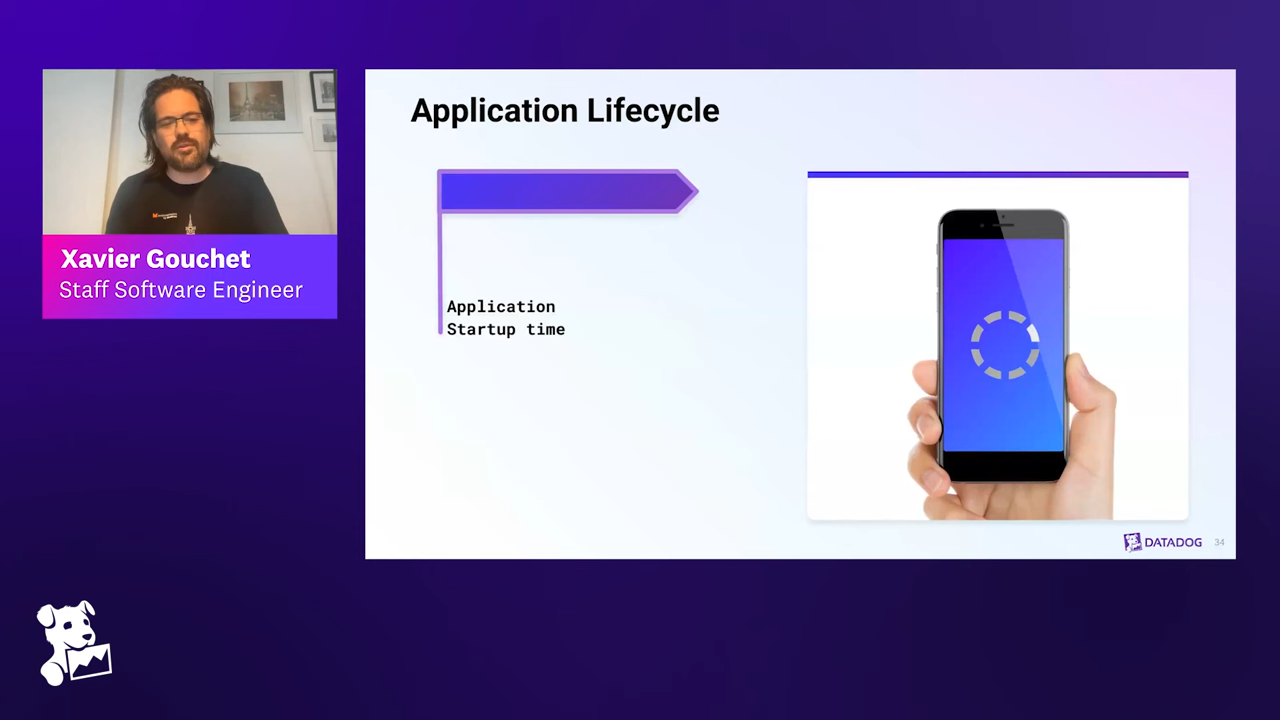 Xavier Gouchet
Staff Software Engineer
Application Lifecycle
Application
Startup time
DATADOG
34